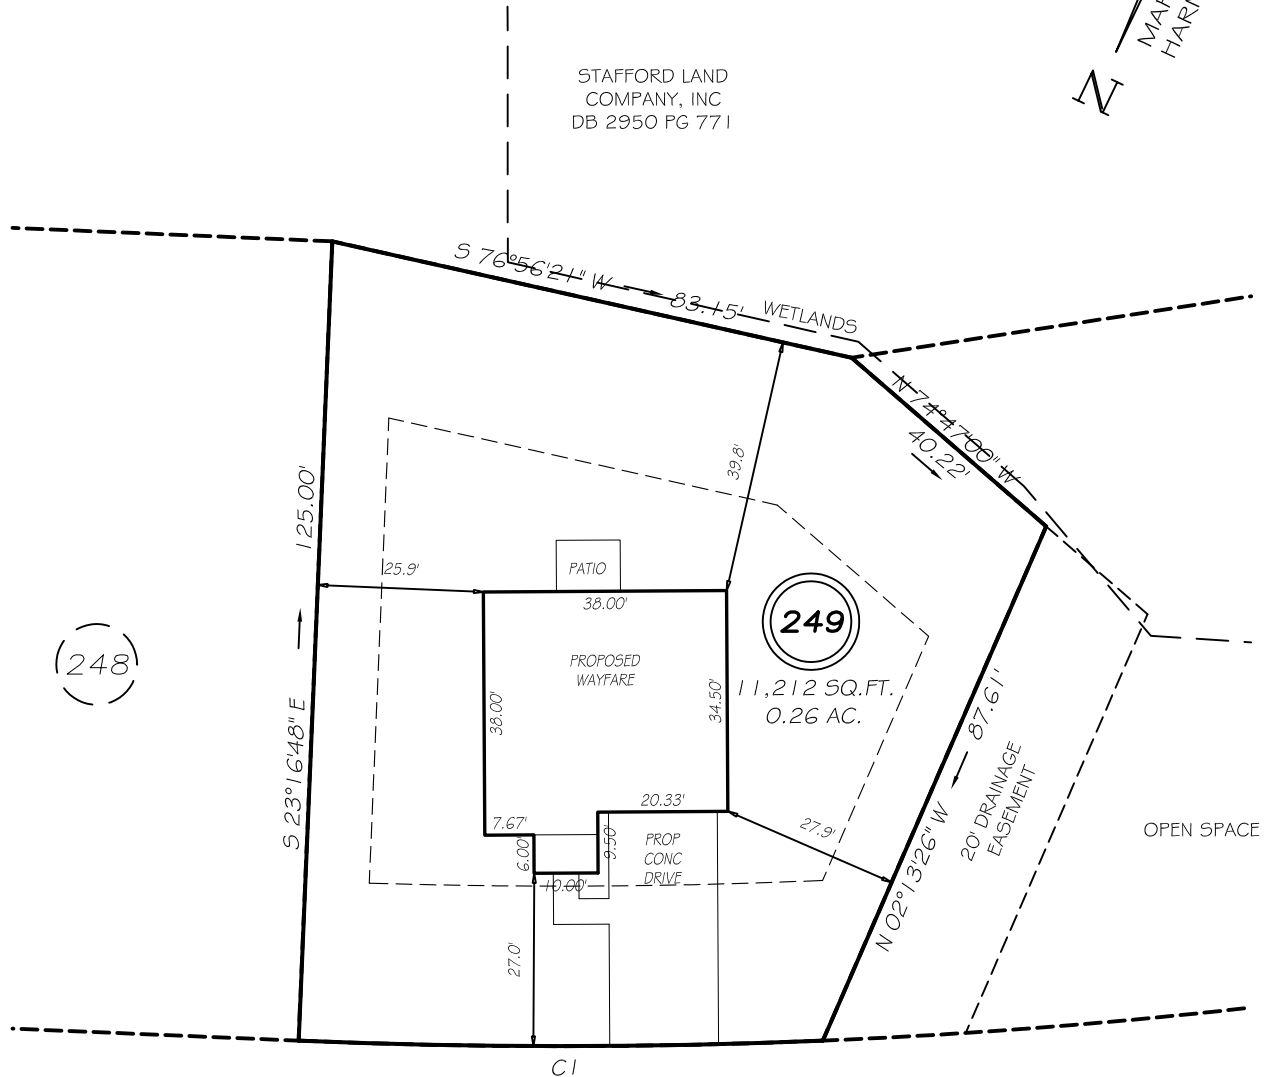 MAP
HARN
N
STAFFORD LAND
COMPANY, INC
DB 2950 PG 771
S 76°56'21" W
83.15'
WETLANDS
N 74°47'00" W
40.22'
125.00'
S 23°16'48" E
39.8'
25.9'
PATIO
38.00'
PROPOSED
WAYFARE
38.00'
34.50'
249
11,212 SQ.FT.
0.26 AC.
248
87.61'
N 02°13'26" W
20' DRAINAGE
EASEMENT
OPEN SPACE
20.33'
7.67'
6.00'
9.50'
10.00'
PROP
CONC
DRIVE
27.9'
27.0'
C1